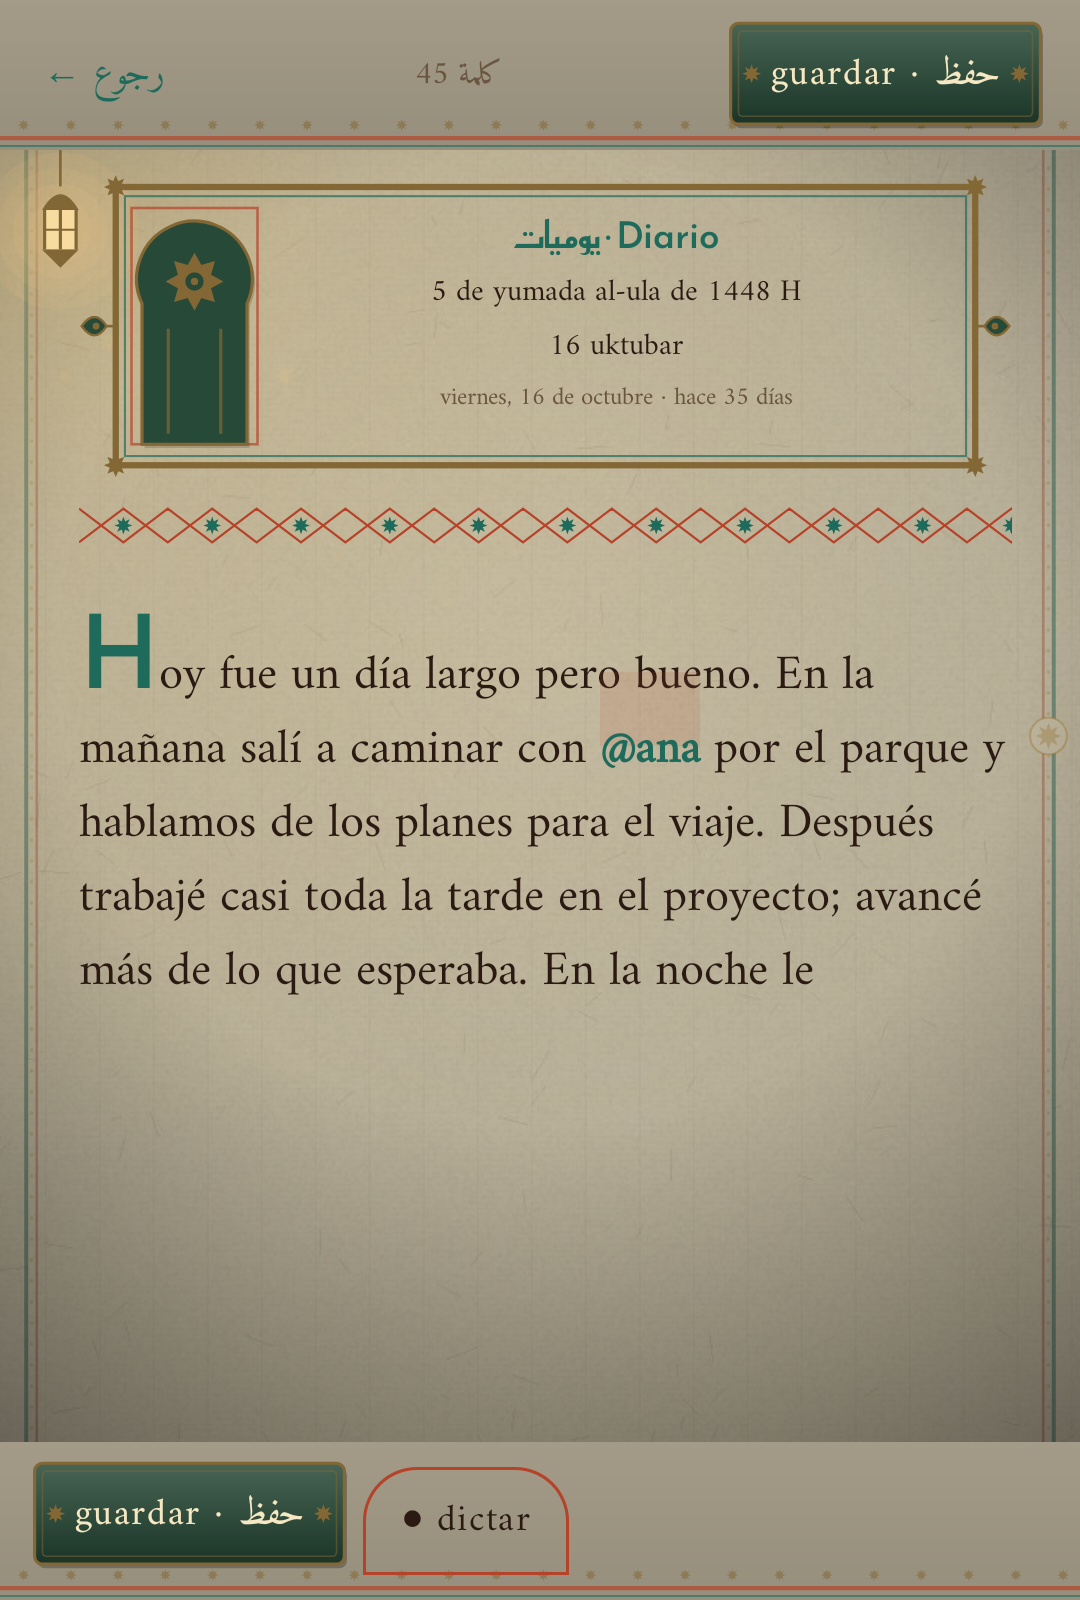 ← رجوع
45 كلمة
guardar · حفظ
Diario · يوميات
5 de yumada al-ula de 1448 H
16 uktubar
viernes, 16 de octubre · hace 35 días
Hoy fue un día largo pero bueno. En la
mañana salí a caminar con @ana por el parque y
hablamos de los planes para el viaje. Después
trabajé casi toda la tarde en el proyecto; avancé
más de lo que esperaba. En la noche le
guardar · حفظ
● dictar